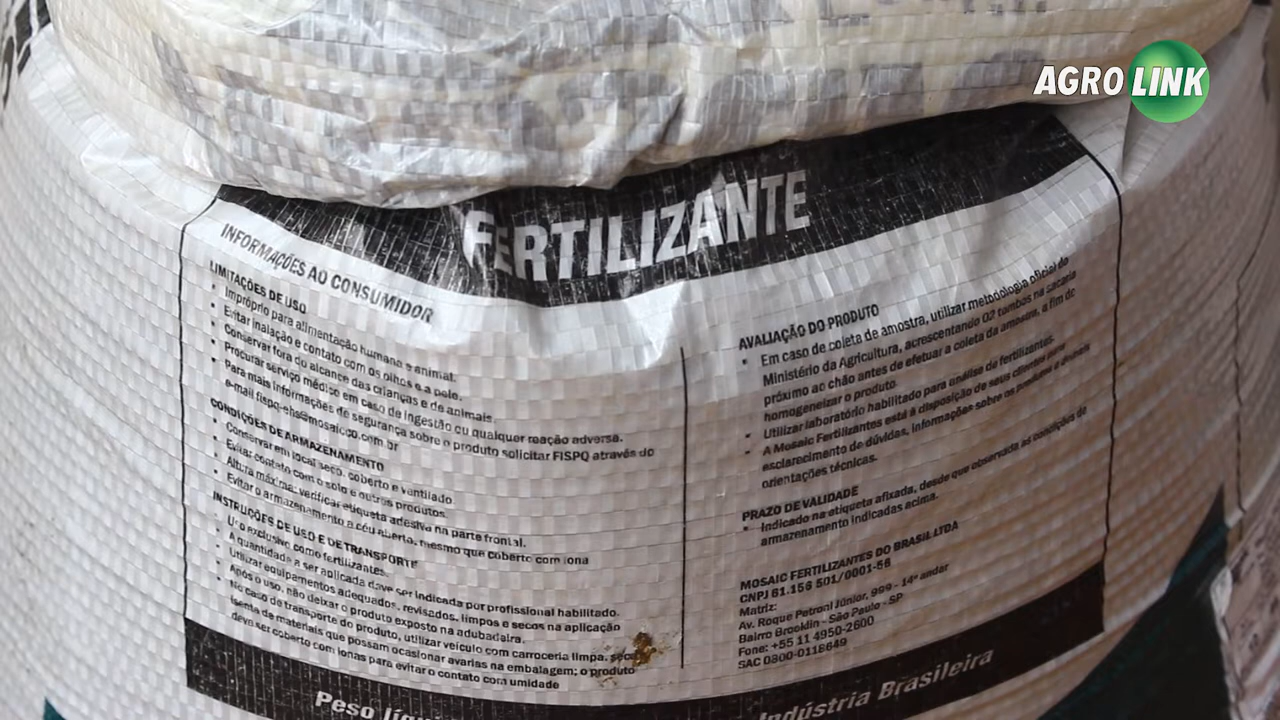 AGRO LINK
FERTILIZANTE
INFORMAÇÕES AO CONSUMIDOR
LIMITAÇÕES DE USO
• Impróprio para alimentação humana e animal.
• Evitar inalação e contato com os olhos e a pele.
• Conservar fora do alcance das crianças e de animais.
• Procurar serviço médico em caso de ingestão ou qualquer reação adversa.
• Para mais informações de segurança sobre o produto solicitar FISPQ através do
e-mail fispq-ehs@mosaicco.com.br
CONDIÇÕES DE ARMAZENAMENTO
• Conservar em local seco, coberto e ventilado.
• Evitar contato com o solo e outros produtos.
• Altura máxima: verificar etiqueta adesiva na parte frontal.
• Evitar o armazenamento a céu aberto, mesmo que coberto com lona
INSTRUÇÕES DE USO E DE TRANSPORTE
• Uso exclusivo como fertilizantes.
• A quantidade a ser aplicada deve ser indicada por profissional habilitado.
• Utilizar equipamentos adequados, revisados, limpos e secos na aplicação
• Após o uso, não deixar o produto exposto na adubadeira.
• No caso de transporte do produto, utilizar veículo com carroceria limpa, seca
isenta de materiais que possam ocasionar avarias na embalagem; o produto
deve ser coberto com lonas para evitar o contato com umidade
AVALIAÇÃO DO PRODUTO
• Em caso de coleta de amostra, utilizar metodologia oficial do
Ministério da Agricultura, acrescentando 02 tombos na sacaria
próximo ao chão antes de efetuar a coleta da amostra, a fim de
homogeneizar o produto.
• Utilizar laboratório habilitado para análise de fertilizantes.
• A Mosaic Fertilizantes está à disposição de seus clientes para
esclarecimento de dúvidas, informações sobre os produtos e demais
orientações técnicas.
PRAZO DE VALIDADE
• Indicado na etiqueta afixada, desde que observada as condições de
armazenamento indicadas acima.
MOSAIC FERTILIZANTES DO BRASIL LTDA
CNPJ 61.156 501/0001-56
Matriz:
Av. Roque Petroni Júnior, 999 - 14º andar
Bairro Brooklin - São Paulo - SP
Fone: +55 11 4950-2600
SAC 0800-0118649
Peso
Indústria Brasileira